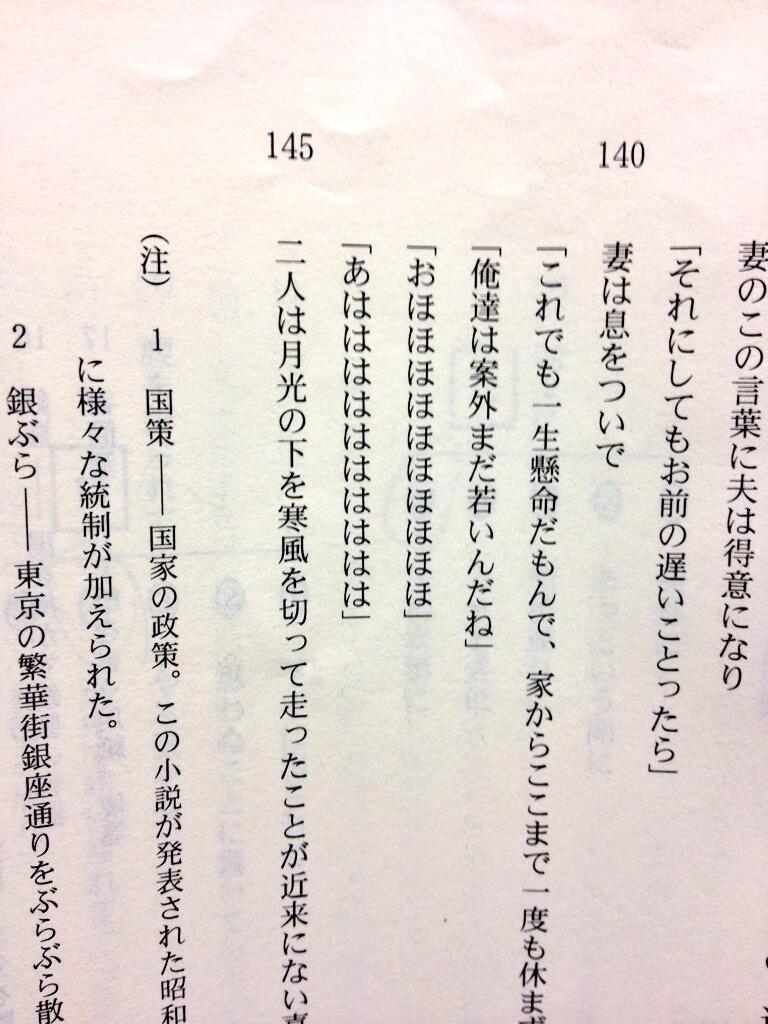 妻のこの言葉に夫は得意になり
「それにしてもお前の遅いことったら」
140
妻は息をついで
「これでも一生懸命だもんで、家からここまで一度も休まず
「俺達は案外まだ若いんだね」
「おほほほほほほほほほほ」
「あはははははははははは」
145
二人は月光の下を寒風を切って走ったことが近来にない喜
(注) 1 国策――国家の政策。この小説が発表された昭和
に様々な統制が加えられた。
2 銀ぶら――東京の繁華街銀座通りをぶらぶら散